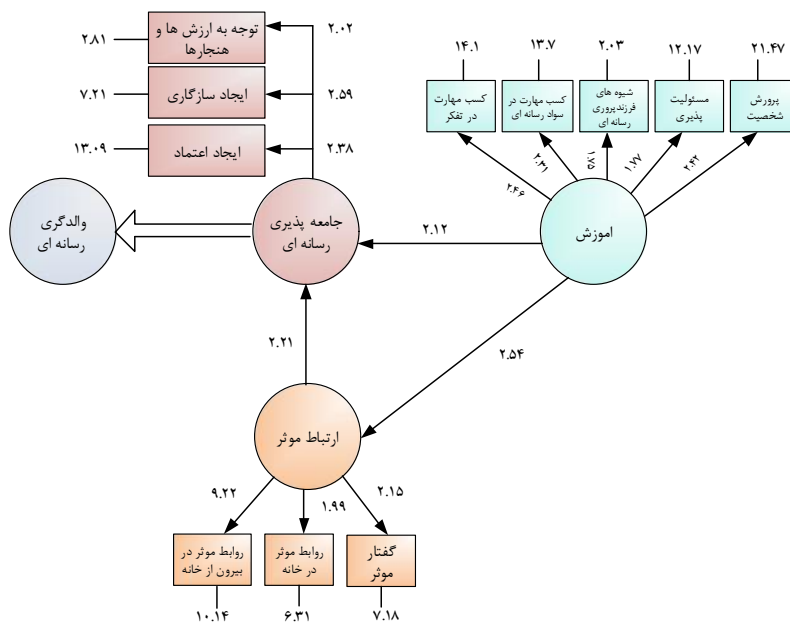 ۱۴.۱
۱۳.۷
۲.۰۳
۱۲.۱۷
۲۱.۴۷
کسب مهارت
در تفکر
کسب مهارت در
سواد رسانه ای
شیوه های
فرزندپروری
رسانه ای
مسئولیت
پذیری
پرورش
شخصیت
۲.۴۶
۲.۳۱
۱.۷۵
۱.۷۷
۲.۴۲
اموزش
۲.۸۱
توجه به ارزش ها و
هنجارها
۲.۰۲
۷.۲۱
ایجاد سازگاری
۲.۵۹
۱۳.۰۹
ایجاد اعتماد
۲.۳۸
والدگری
رسانه ای
جامعه پذیری
رسانه ای
۲.۱۲
۲.۲۱
۲.۵۴
ارتباط موثر
۹.۲۲
۱.۹۹
۲.۱۵
روابط موثر در
بیرون از خانه
روابط موثر
در خانه
گفتار
موثر
۱۰.۱۴
۶.۳۱
۷.۱۸